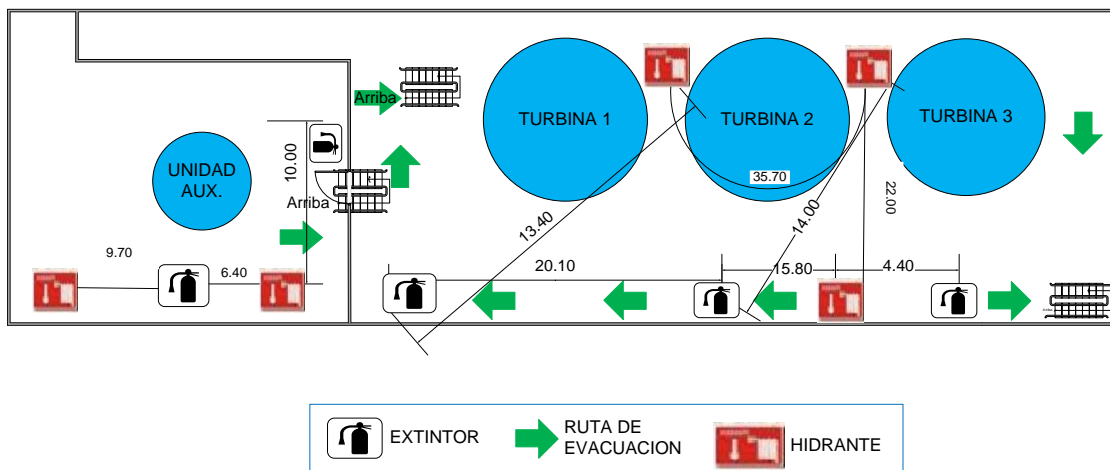 Arriba
TURBINA 1
TURBINA 2
TURBINA 3
UNIDAD
AUX.
10.00
Arriba
35.70
22.00
14.00
13.40
9.70
6.40
20.10
15.80
4.40
EXTINTOR
RUTA DE
EVACUACION
HIDRANTE